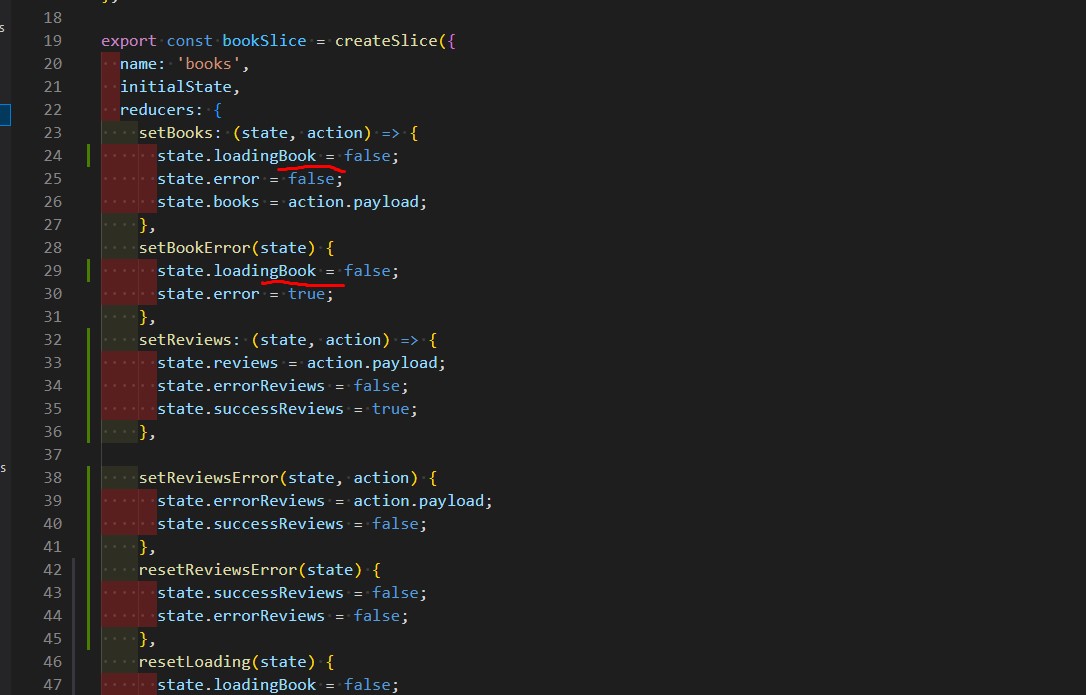 18
19 export const bookSlice = createSlice({
20 name: 'books',
21 initialState,
22 reducers: {
23 setBooks: (state, action) => {
24 state.loadingBook = false;
25 state.error = false;
26 state.books = action.payload;
27 },
28 setBookError(state) {
29 state.loadingBook = false;
30 state.error = true;
31 },
32 setReviews: (state, action) => {
33 state.reviews = action.payload;
34 state.errorReviews = false;
35 state.successReviews = true;
36 },
37
38 setReviewsError(state, action) {
39 state.errorReviews = action.payload;
40 state.successReviews = false;
41 },
42 resetReviewsError(state) {
43 state.successReviews = false;
44 state.errorReviews = false;
45 },
46 resetLoading(state) {
47 state.loadingBook = false;